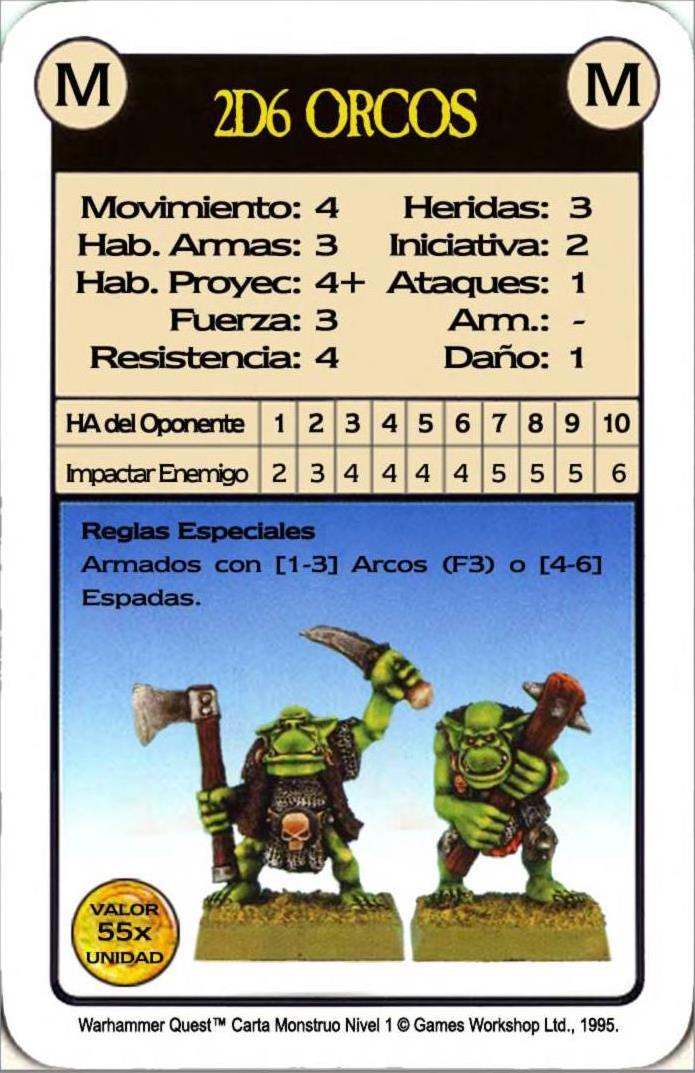 M
M
2D6 ORCOS
Movimiento: 4 Heridas: 3
Hab. Armas: 3 Iniciativa: 2
Hab. Proyec: 4+ Ataques: 1
Fuerza: 3 Arm.: -
Resistencia: 4 Daño: 1
HA del Oponente 1 2 3 4 5 6 7 8 9 10
Impactar Enemigo 2 3 4 4 4 4 5 5 5 6
Reglas Especiales
Armados con [1-3] Arcos (F3) o [4-6]
Espadas.
VALOR
55x
UNIDAD
Warhammer Quest™ Carta Monstruo Nivel 1 © Games Workshop Ltd., 1995.